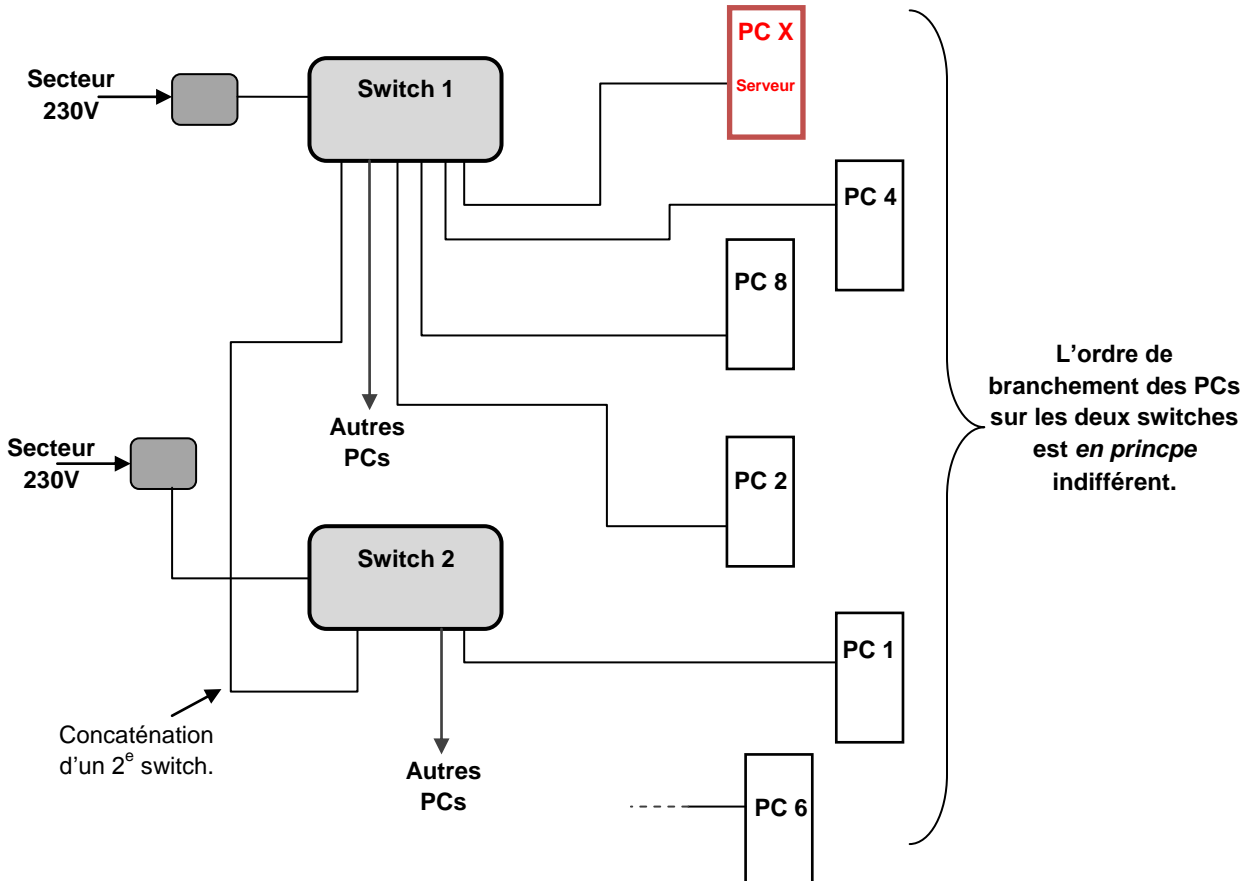 PC X
Serveur
Secteur
230V
Switch 1
PC 4
PC 8
L’ordre de
branchement des PCs
sur les deux switches
est en princpe
indifférent.
Autres
PCs
Secteur
230V
PC 2
Switch 2
PC 1
Concaténation
d’un 2e switch.
Autres
PCs
PC 6